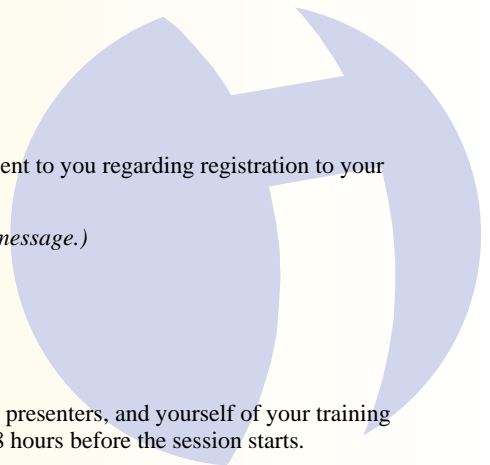 ent to you regarding registration to your
message.)
presenters, and yourself of your training
8 hours before the session starts.